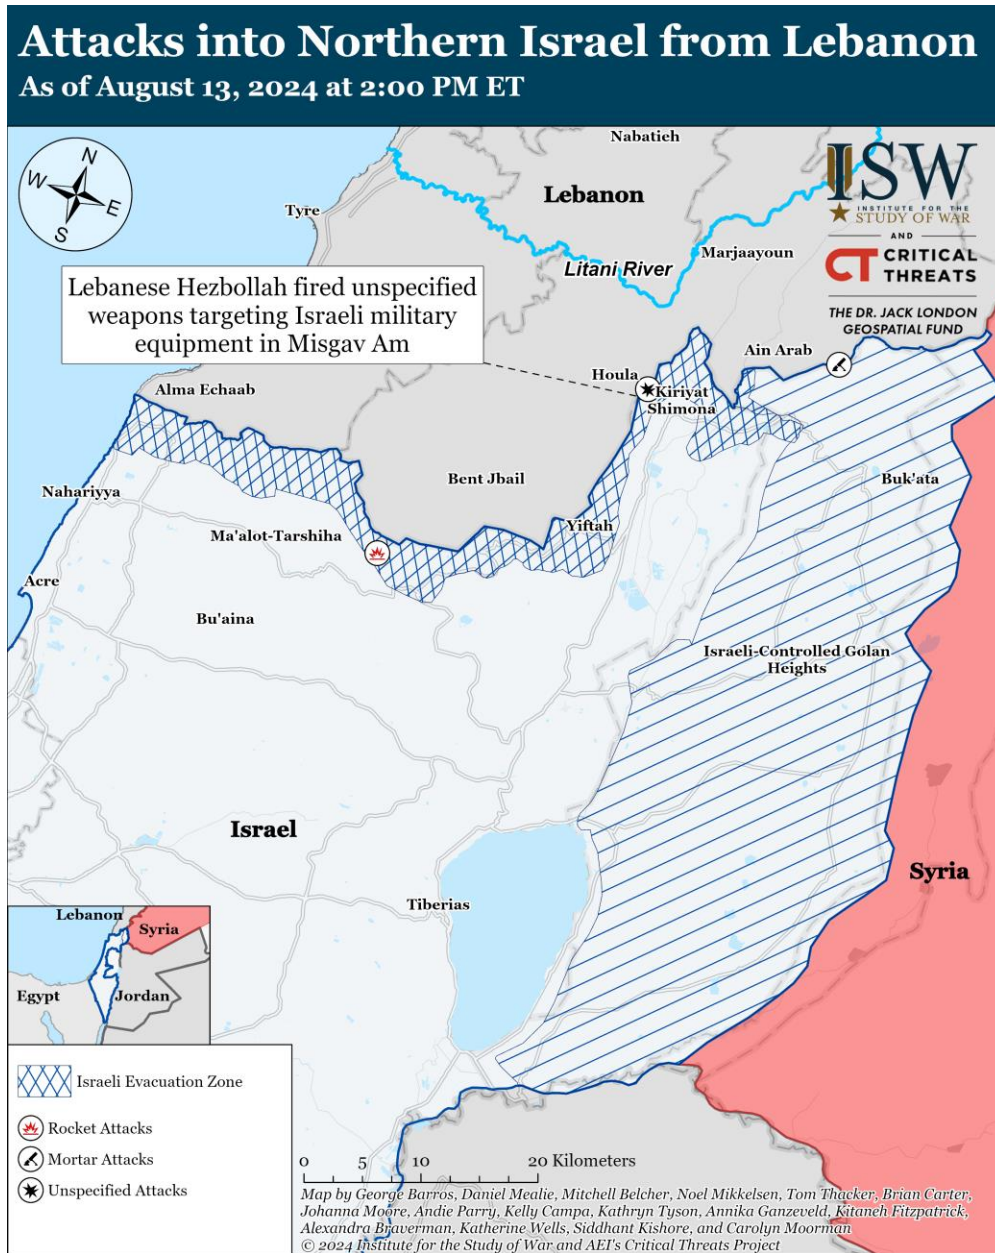 Attacks into Northern Israel from Lebanon
As of August 13, 2024 at 2:00 PM ET
N
W
E
S
Nabatieh
Lebanon
ISW
INSTITUTE FOR THE
STUDY OF WAR
AND
CT CRITICAL
THREATS
THE DR. JACK LONDON
GEOSPATIAL FUND
Tyre
Litani River
Marjaayoun
Lebanese Hezbollah fired unspecified
weapons targeting Israeli military
equipment in Misgav Am
Ain Arab
Houla
Kiriyat
Shimona
Alma Echaab
Bent Jbail
Buk'ata
Nahariyya
Yiftah
Ma'alot-Tarshiha
Acre
Bu'aina
Israeli-Controlled Golan
Heights
Israel
Syria
Tiberias
Lebanon
Syria
Egypt
Jordan
Israeli Evacuation Zone
Rocket Attacks
Mortar Attacks
Unspecified Attacks
0 5 10 20 Kilometers
Map by George Barros, Daniel Mealie, Mitchell Belcher, Noel Mikkelsen, Tom Thacker, Brian Carter,
Johanna Moore, Andie Parry, Kelly Campa, Kathryn Tyson, Annika Ganzeveld, Kitaneh Fitzpatrick,
Alexandra Braverman, Katherine Wells, Siddhant Kishore, and Carolyn Moorman
© 2024 Institute for the Study of War and AEI's Critical Threats Project